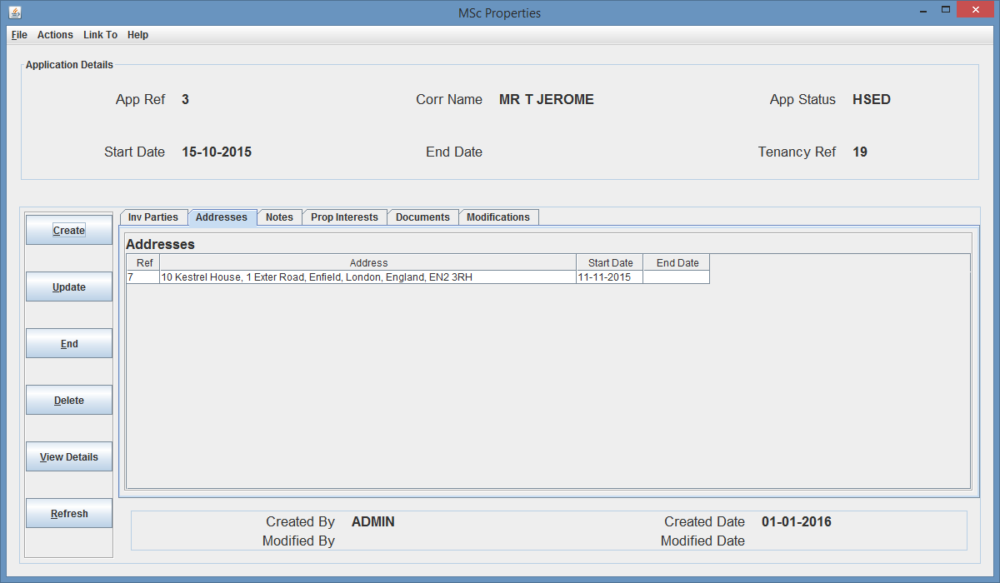 MSc Properties
File Actions Link To Help
Application Details
App Ref 3 Corr Name MR T JEROME App Status HSED
Start Date 15-10-2015 End Date Tenancy Ref 19
Inv Parties Addresses Notes Prop Interests Documents Modifications
Create
Update
End
Delete
View Details
Refresh
Addresses
Ref Address Start Date End Date
7 10 Kestrel House, 1 Exter Road, Enfield, London, England, EN2 3RH 11-11-2015
Created By ADMIN Created Date 01-01-2016
Modified By Modified Date